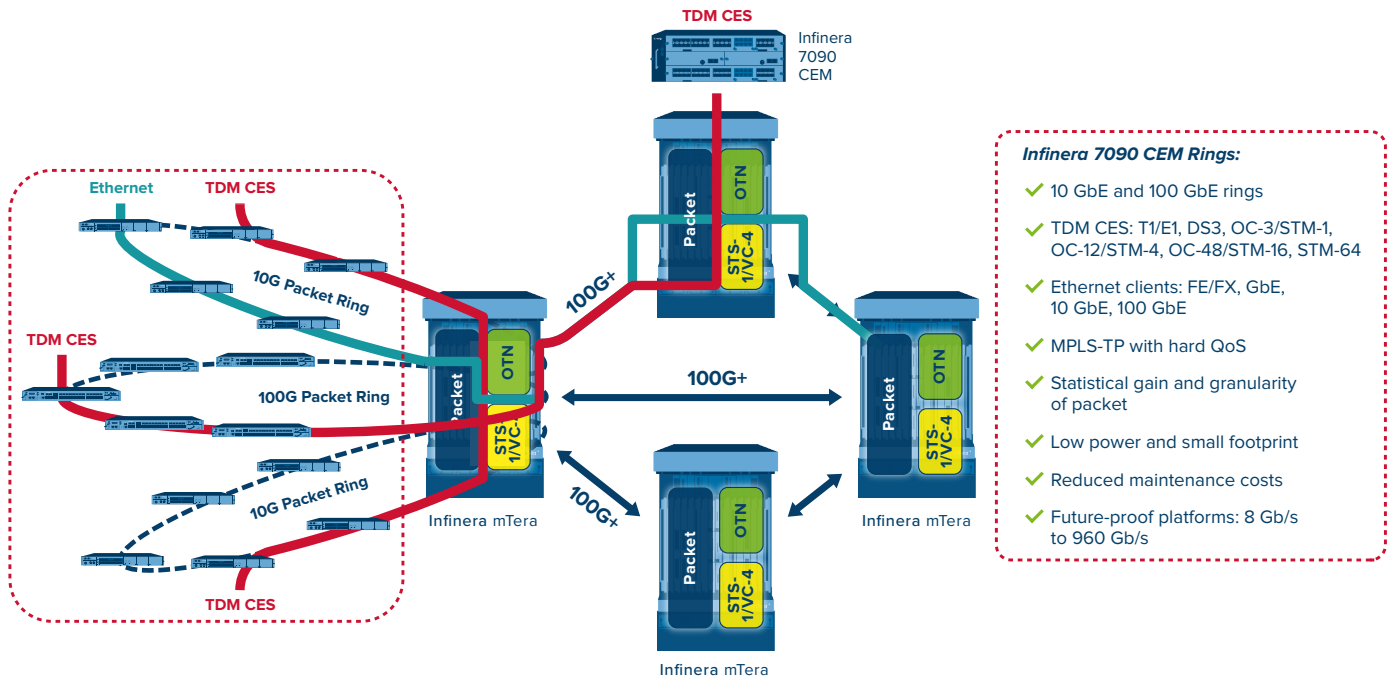 TDM CES
Infinera
7090
CEM
Packet
OTN
STS-
1/VC-4
Ethernet
TDM CES
10G Packet Ring
TDM CES
100G Packet Ring
10G Packet Ring
TDM CES
Packet
OTN
STS-
1/VC-4
Infinera mTera
100G+
100G+
100G+
Packet
OTN
STS-
1/VC-4
Infinera mTera
Packet
OTN
STS-
1/VC-4
Infinera mTera
Infinera 7090 CEM Rings:
10 GbE and 100 GbE rings
TDM CES: T1/E1, DS3, OC-3/STM-1,
OC-12/STM-4, OC-48/STM-16, STM-64
Ethernet clients: FE/FX, GbE,
10 GbE, 100 GbE
MPLS-TP with hard QoS
Statistical gain and granularity
of packet
Low power and small footprint
Reduced maintenance costs
Future-proof platforms: 8 Gb/s
to 960 Gb/s